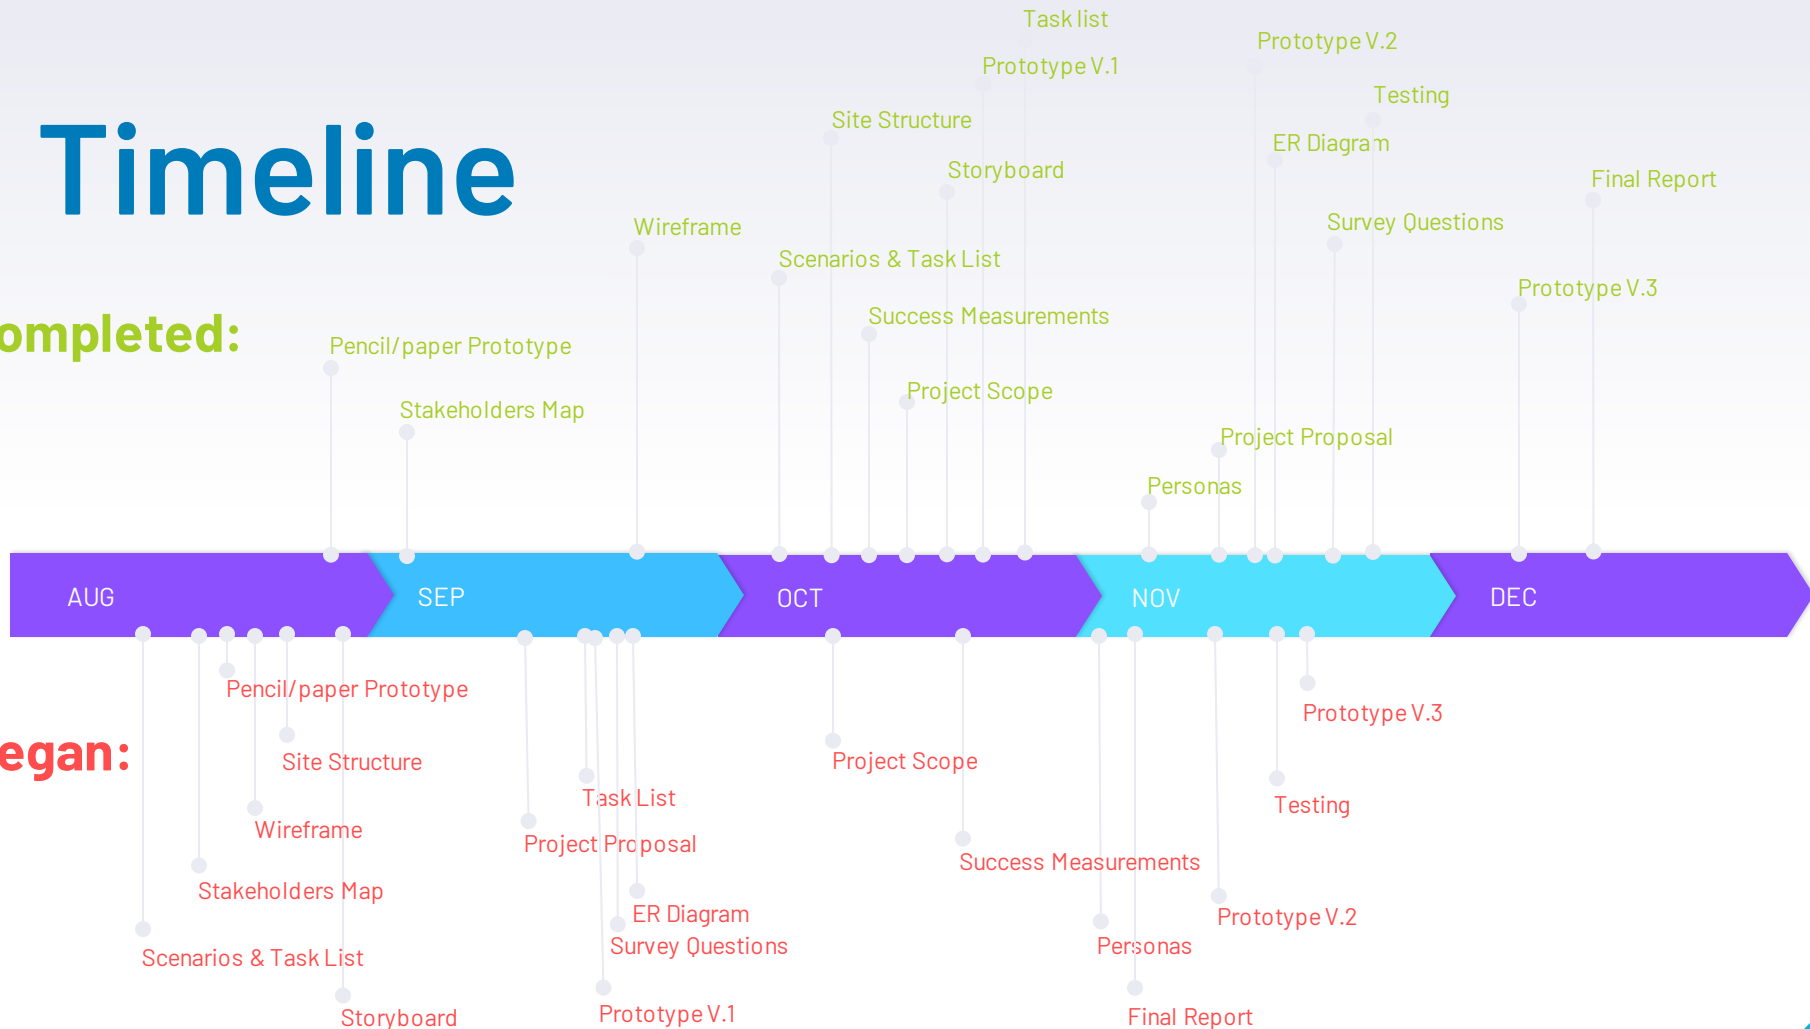 Task list
Prototype V.2
Prototype V.1
Testing
Site Structure
Timeline
ER Diagram
Storyboard
Final Report
Wireframe
Survey Questions
Scenarios & Task List
Prototype V.3
Success Measurements
ompleted:
Pencil/paper Prototype
Project Scope
Stakeholders Map
Project Proposal
Personas
AUG
SEP
OCT
NOV
DEC
Pencil/paper Prototype
Prototype V.3
egan:
Site Structure
Project Scope
Task List
Testing
Wireframe
Project Proposal
Success Measurements
Stakeholders Map
ER Diagram
Prototype V.2
Survey Questions
Personas
Scenarios & Task List
Prototype V.1
Final Report
Storyboard